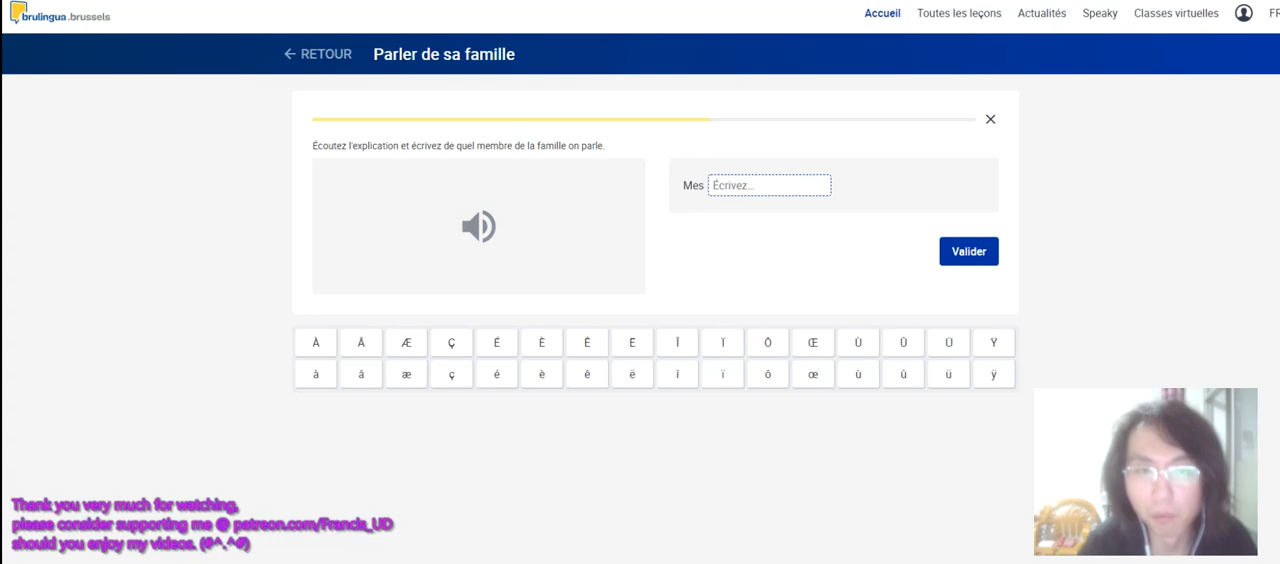 brulingua.brussels
Accueil Toutes les leçons Actualités Speaky Classes virtuelles FR
← RETOUR Parler de sa famille
Écoutez l'explication et écrivez de quel membre de la famille on parle.
Mes Écrivez...
Valider
À Â Æ Ç É È Ê Ë Î Ï Ô Œ Ù Û Ü Ÿ
à â æ ç é è ê ë î ï ô œ ù û ü ÿ
Thank you very much for watching,
please consider supporting me @ patreon.com/Francis_UD
should you enjoy my videos. (#^.^#)